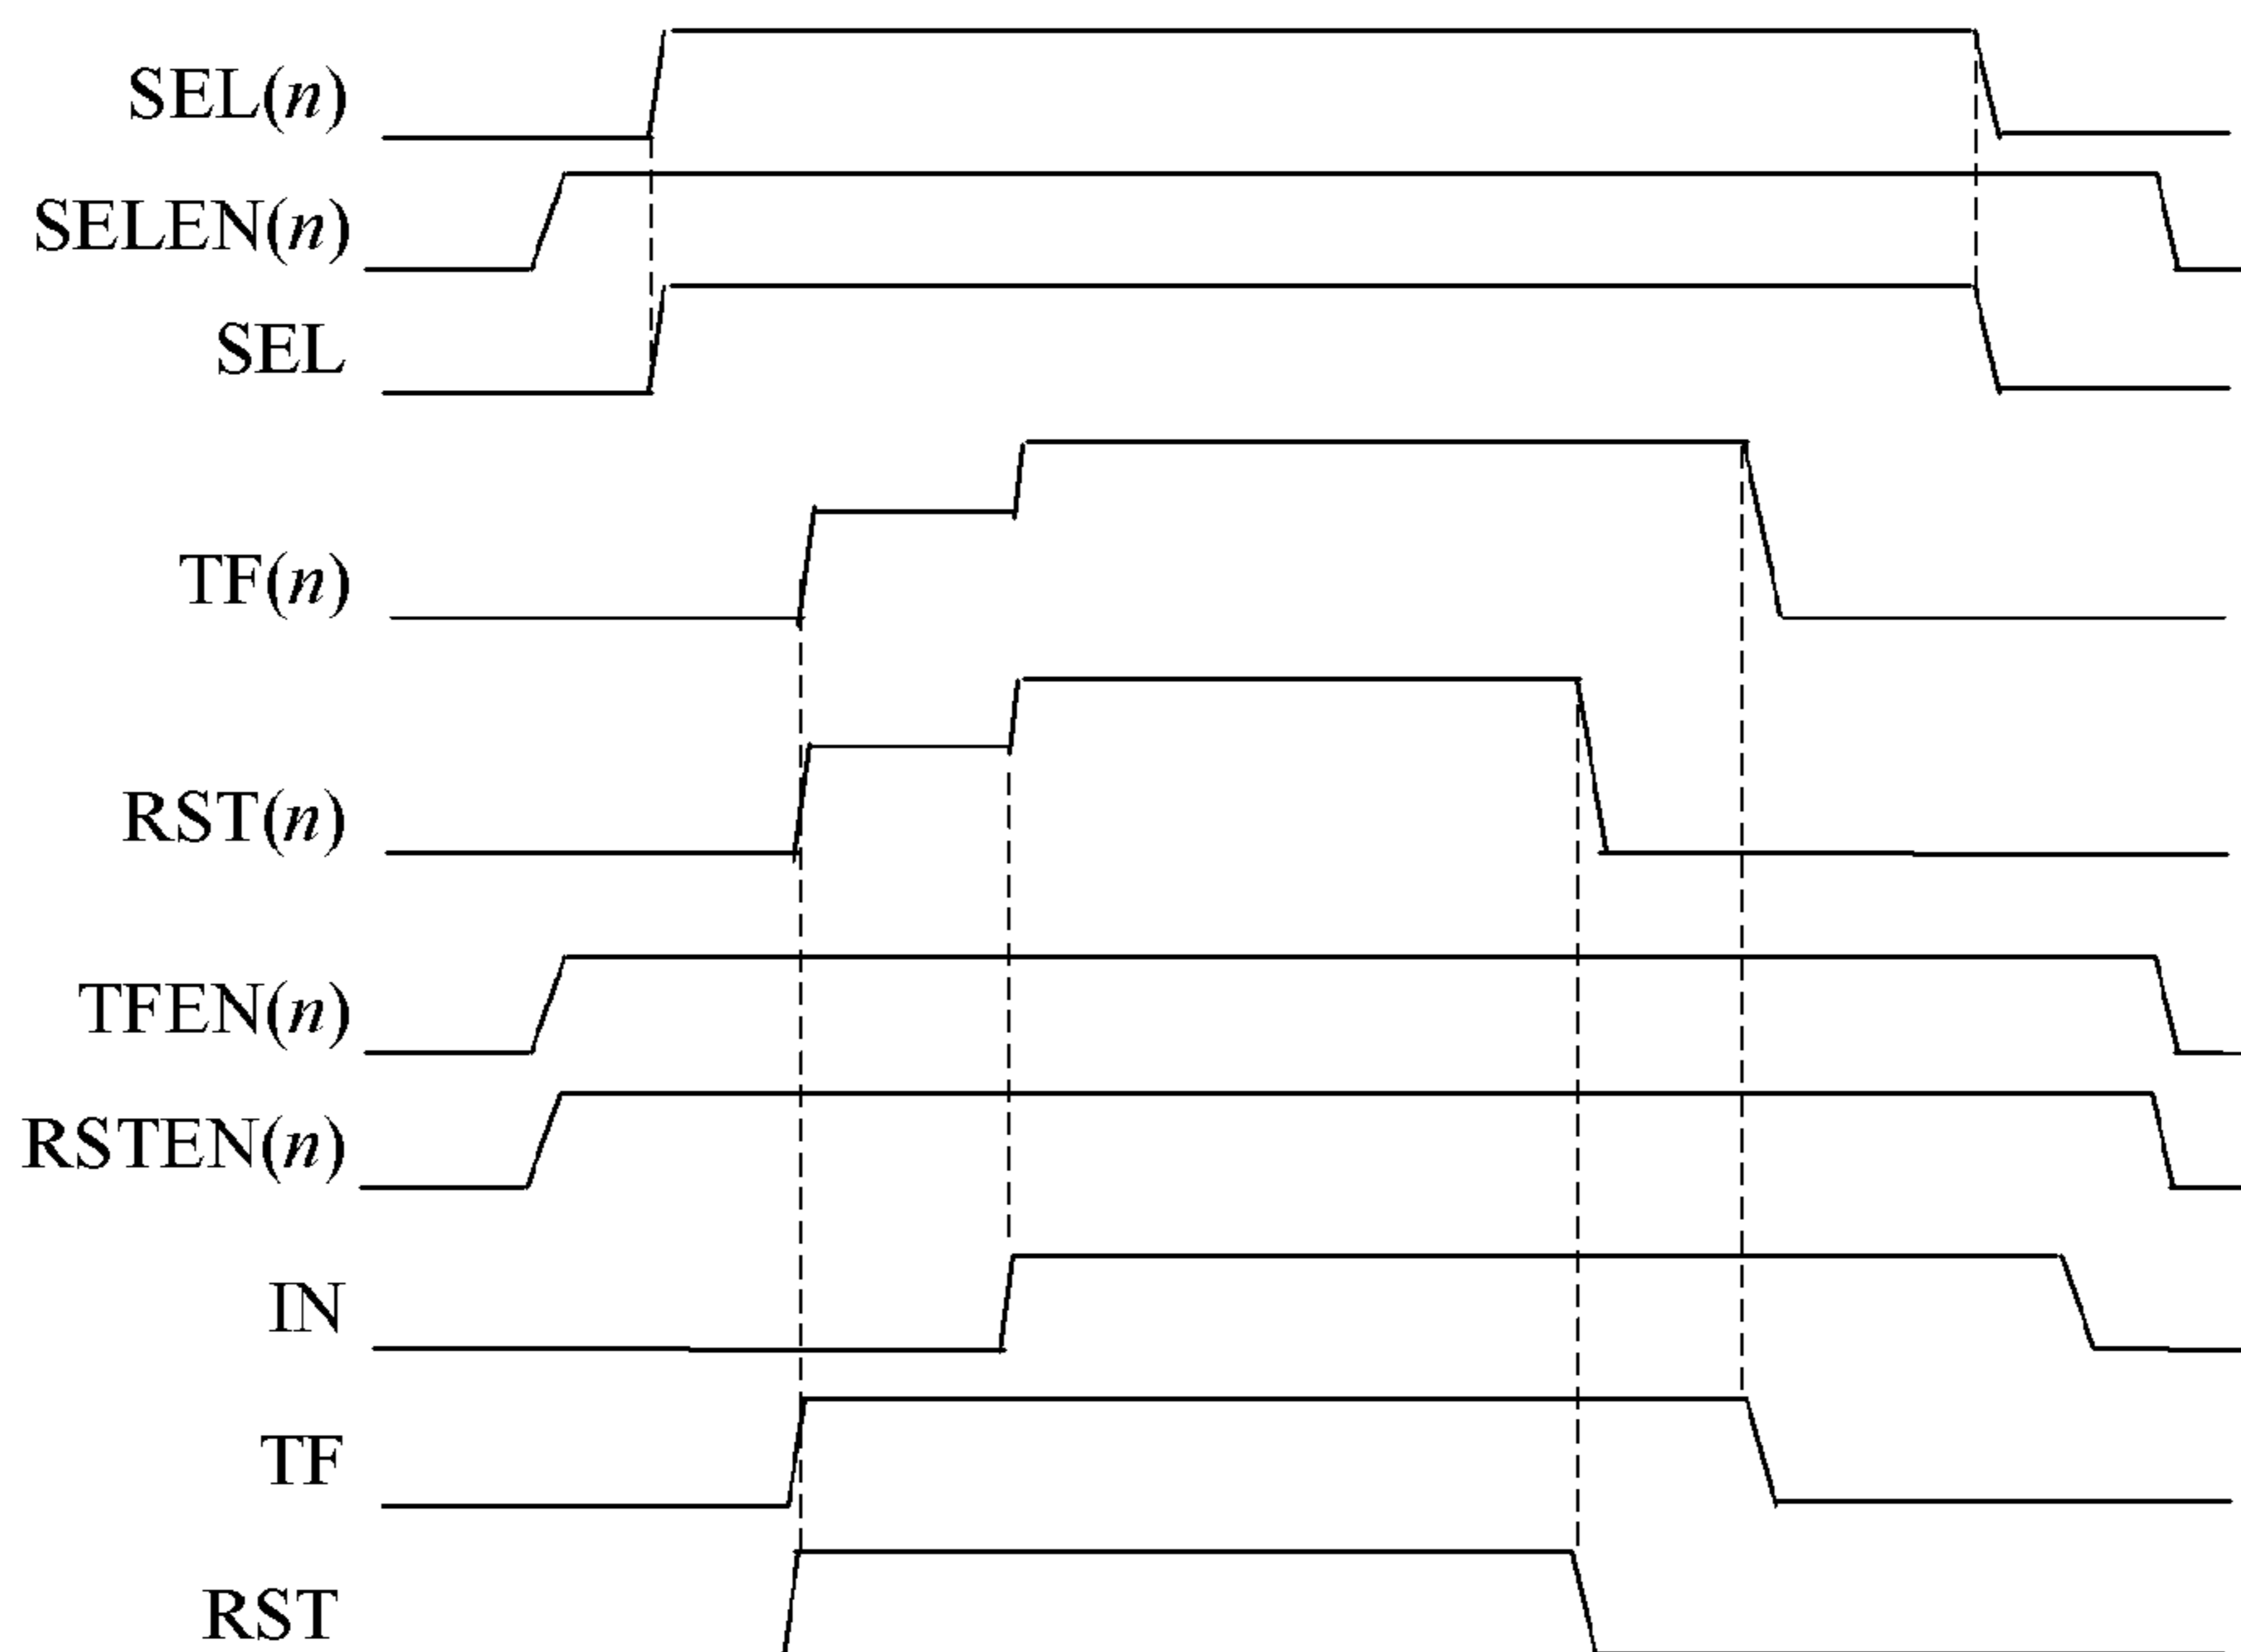 SEL(n)
SELEN(n)
SEL
TF(n)
RST(n)
TFEN(n)
RSTEN(n)
IN
TF
RST